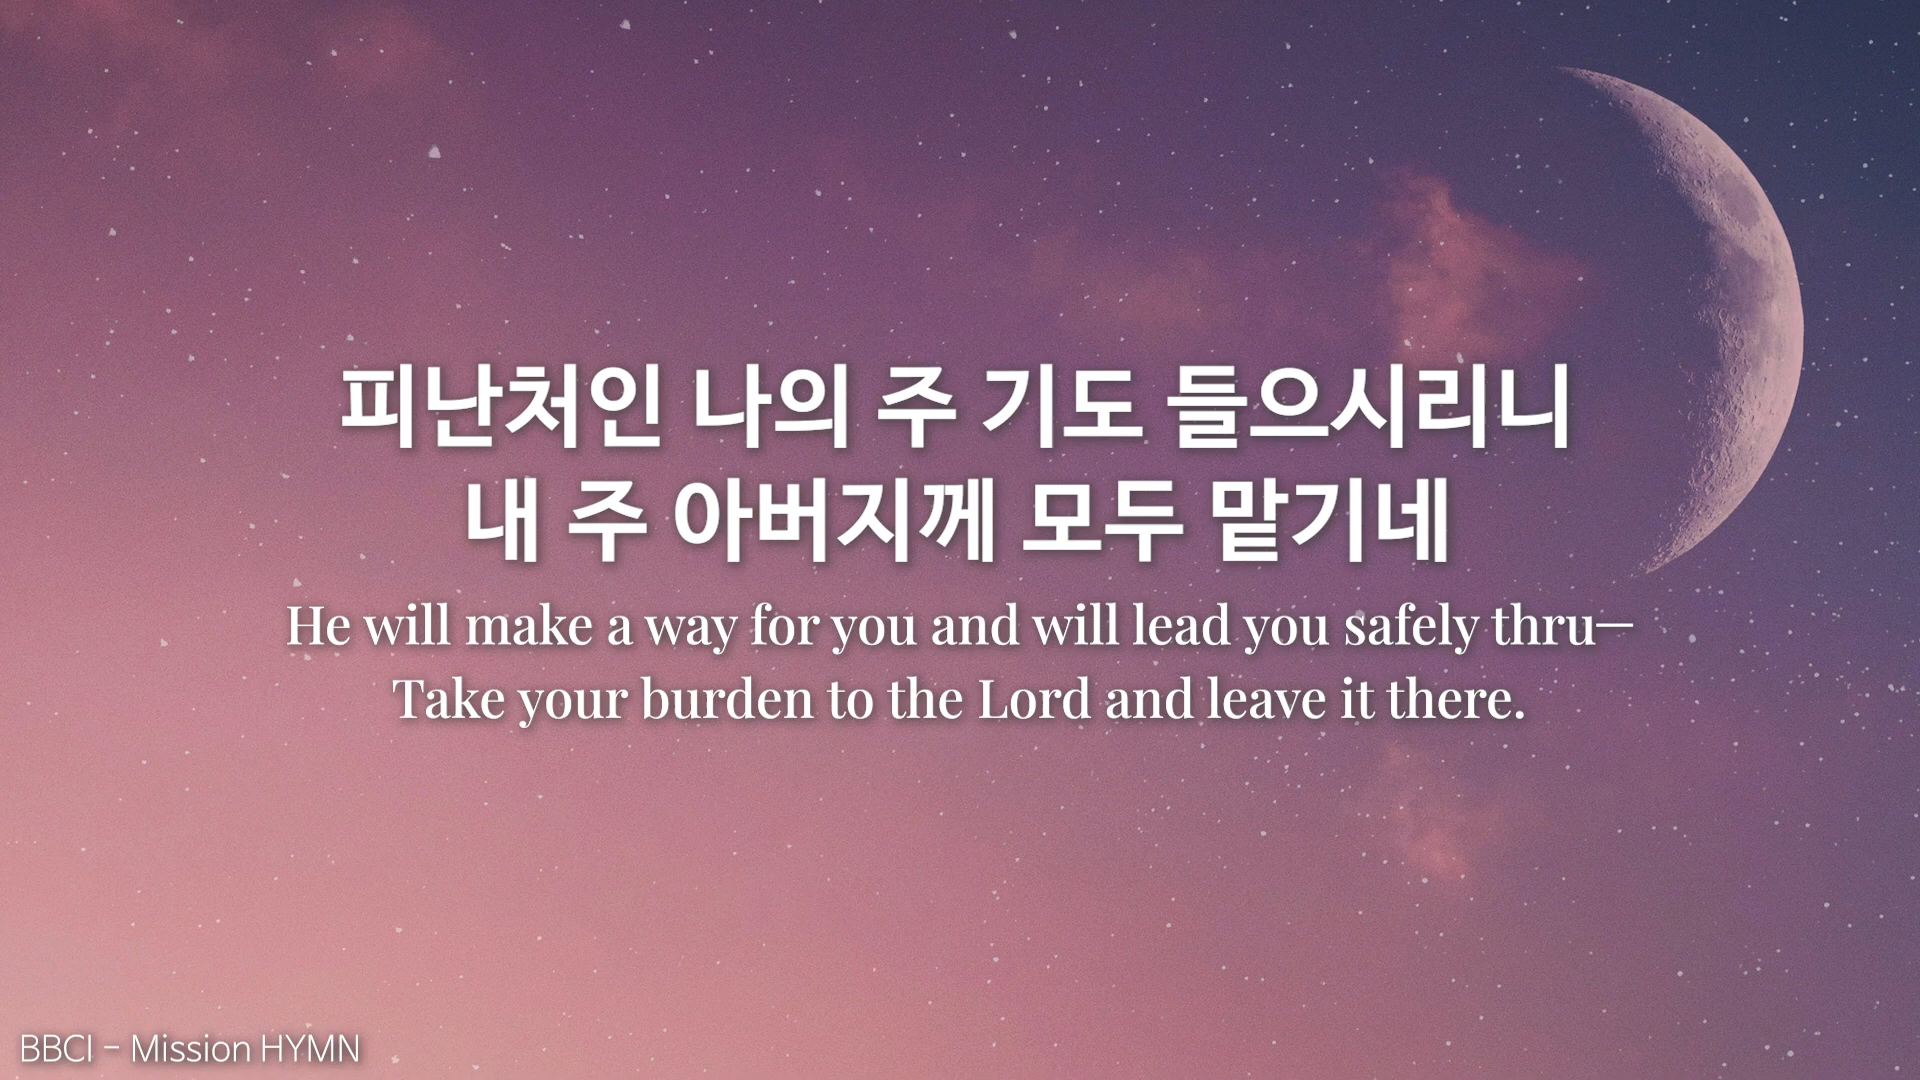 피난처인 나의 주 기도 들으시리니
내 주 아버지께 모두 맡기네
He will make a way for you and will lead you safely thru—
Take your burden to the Lord and leave it there.
BBCI - Mission HYMN